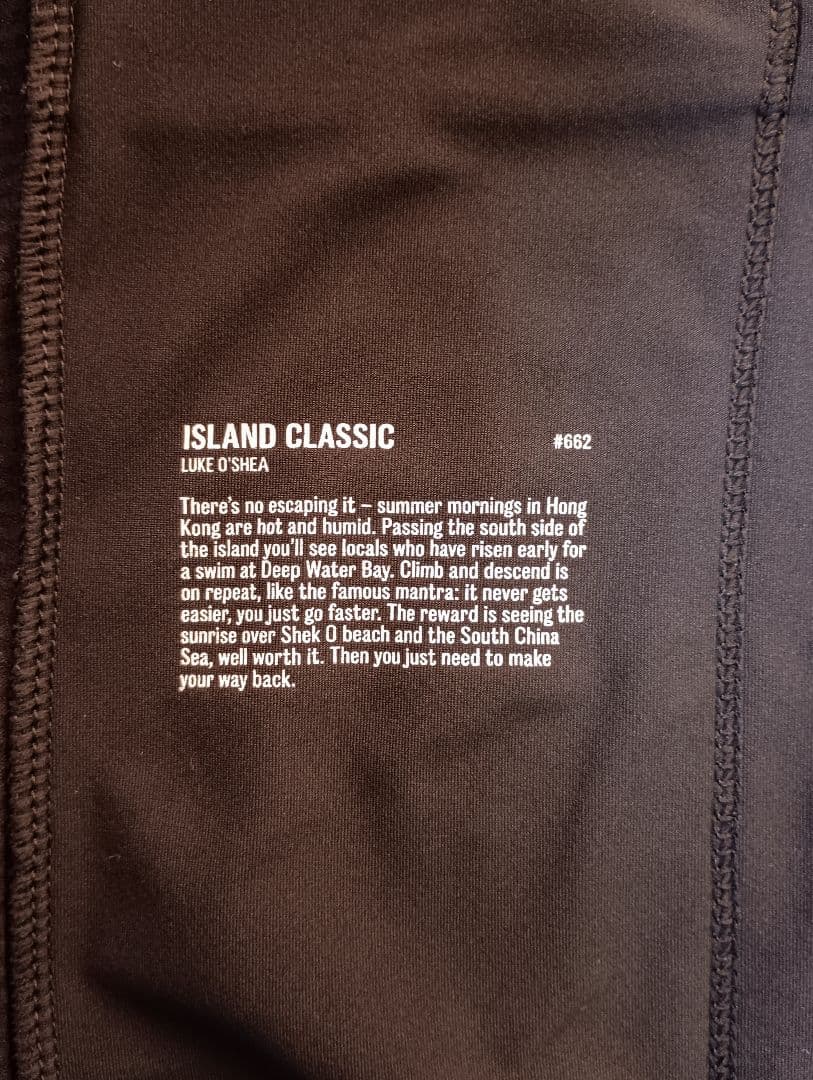 ISLAND CLASSIC #662
LUKE O'SHEA
There's no escaping it – summer mornings in Hong
Kong are hot and humid. Passing the south side of
the island you'll see locals who have risen early for
a swim at Deep Water Bay. Climb and descend is
on repeat, like the famous mantra: it never gets
easier, you just go faster. The reward is seeing the
sunrise over Shek O beach and the South China
Sea, well worth it. Then you just need to make
your way back.